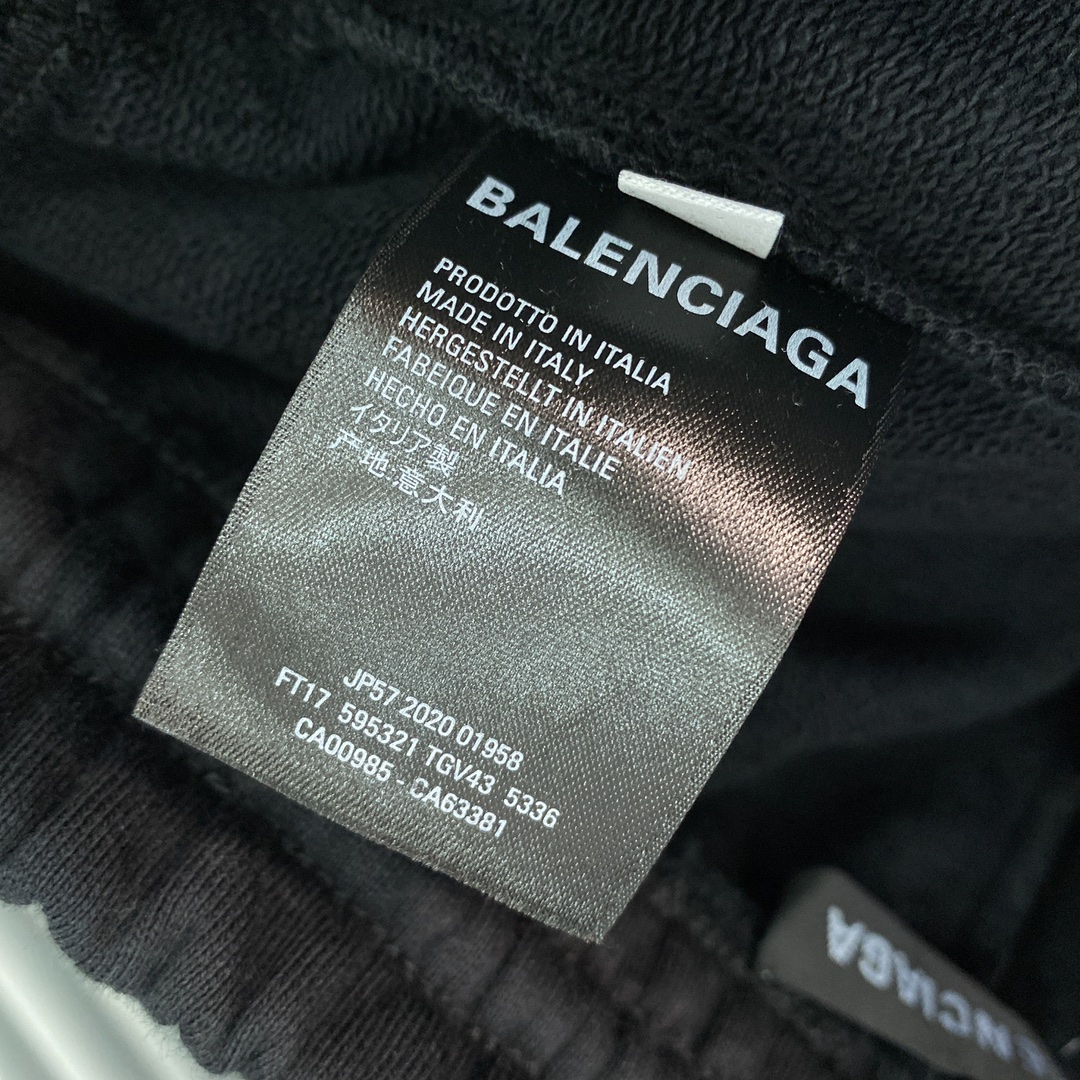 BALENCIAGA
PRODOTTO IN ITALIA
MADE IN ITALY
HERGESTELLT IN ITALIEN
FABEIQUE EN ITALIE
HECHO EN ITALIA
イタリア製
产地意大利
JP57 2020 01958
FT17 595321 TGV43 5336
CA00985 - CA63381
ENCIAGA